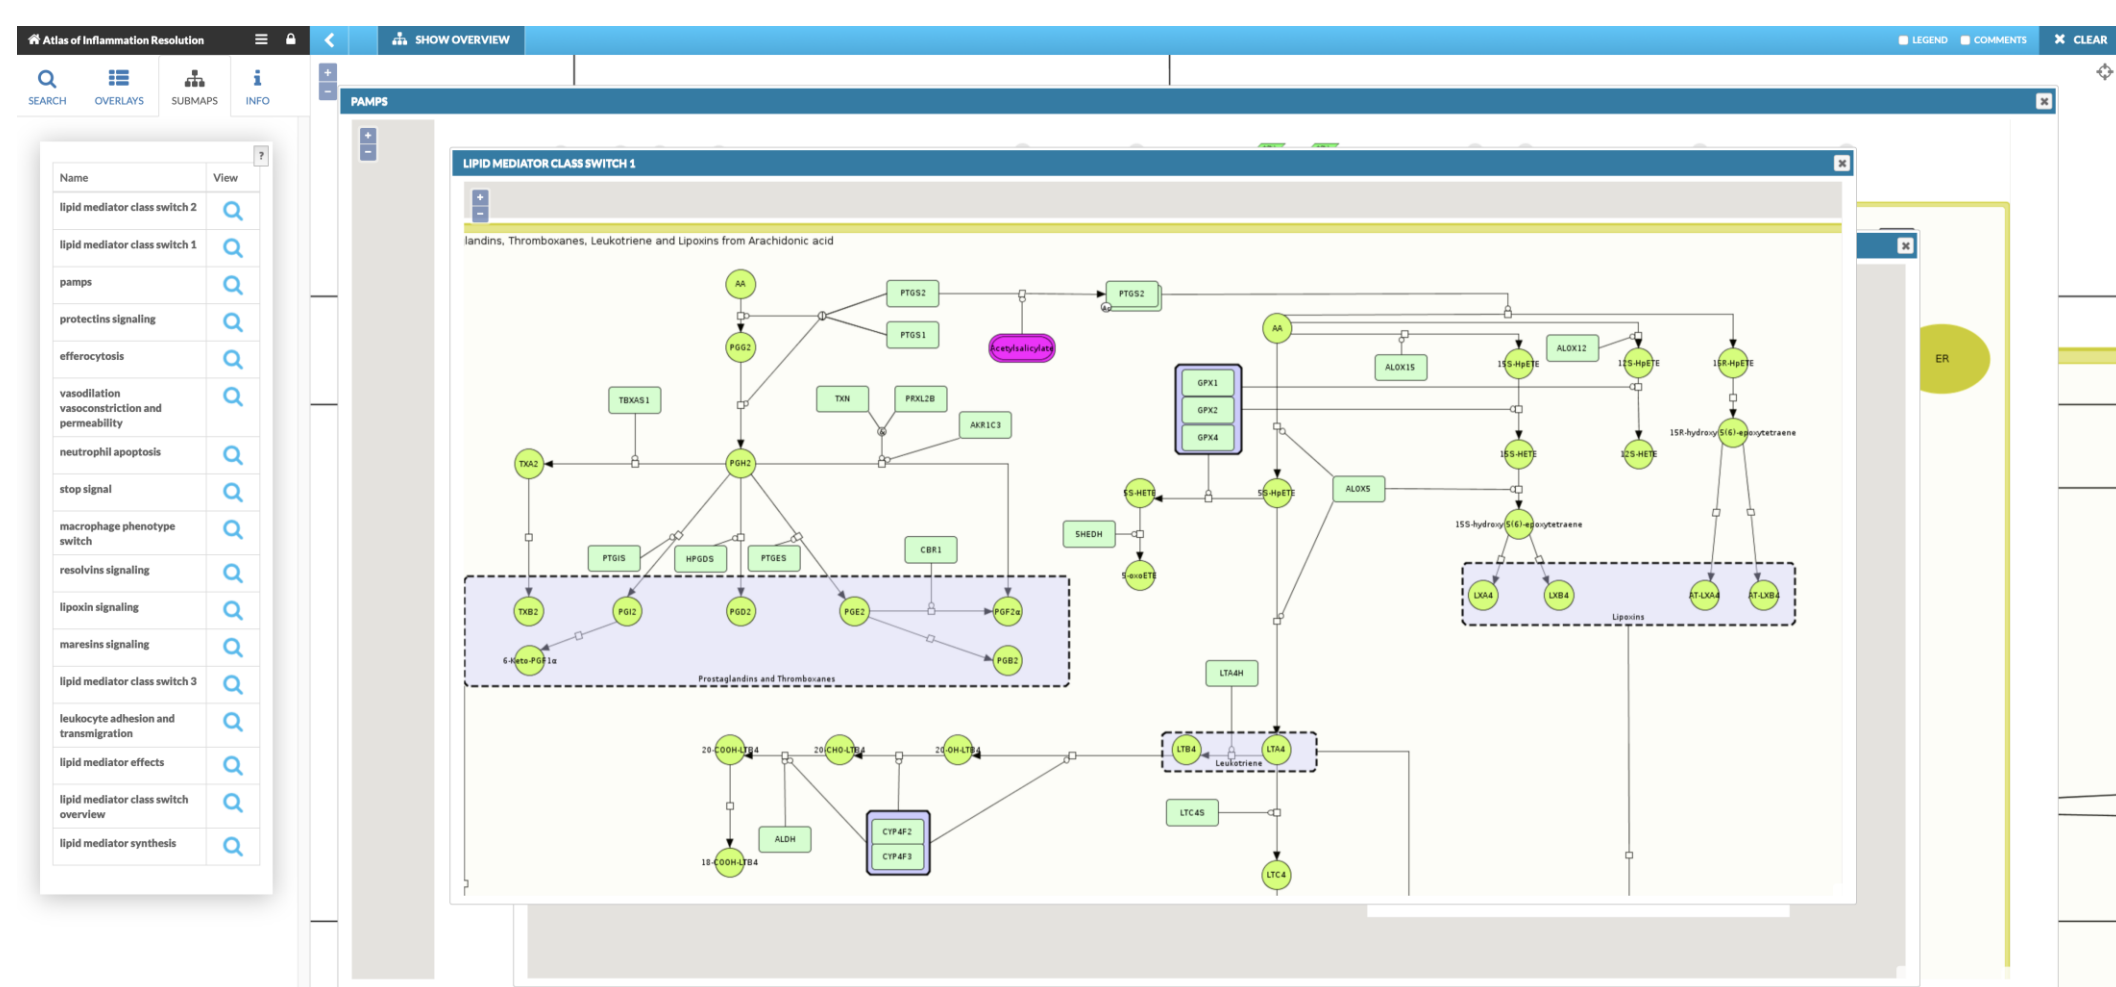 Atlas of Inflammation Resolution
SHOW OVERVIEW
LEGEND
COMMENTS
CLEAR
SEARCH
OVERLAYS
SUBMAPS
INFO
?
Name
View
lipid mediator class switch 2
lipid mediator class switch 1
pamps
protectins signaling
efferocytosis
vasodilation
vasoconstriction and
permeability
neutrophil apoptosis
stop signal
macrophage phenotype
switch
resolvins signaling
lipoxin signaling
maresins signaling
lipid mediator class switch 3
leukocyte adhesion and
transmigration
lipid mediator effects
lipid mediator class switch
overview
lipid mediator synthesis
PAMPS
LIPID MEDIATOR CLASS SWITCH 1
landins, Thromboxanes, Leukotriene and Lipoxins from Arachidonic acid
AA
PTGS2
PTGS2
PTGS1
Acetylsalicylate
PGG2
AA
ALOX15
15S-HpETE
ALOX12
12S-HpETE
15R-HpETE
ER
GPX1
GPX2
GPX4
TBXAS1
TXN
PRXL2B
AKR1C3
15R-hydroxy 5(6)-epoxytetraene
15S-HETE
12S-HETE
TXA2
PGH2
5S-HETE
5S-HpETE
ALOX5
15S-hydroxy 5(6)-epoxytetraene
5HEDH
PTGIS
HPGDS
PTGES
CBR1
5-oxoETE
TXB2
PGI2
PGD2
PGE2
PGF2α
LXA4
LXB4
AT-LXA4
AT-LXB4
Lipoxins
6-Keto-PGF1α
PGB2
Prostaglandins and Thromboxanes
LTA4H
20-COOH-LTB4
20-CHO-LTB4
20-OH-LTB4
LTB4
LTA4
Leukotriene
LTC4S
CYP4F2
CYP4F3
ALDH
18-COOH-LTB4
LTC4